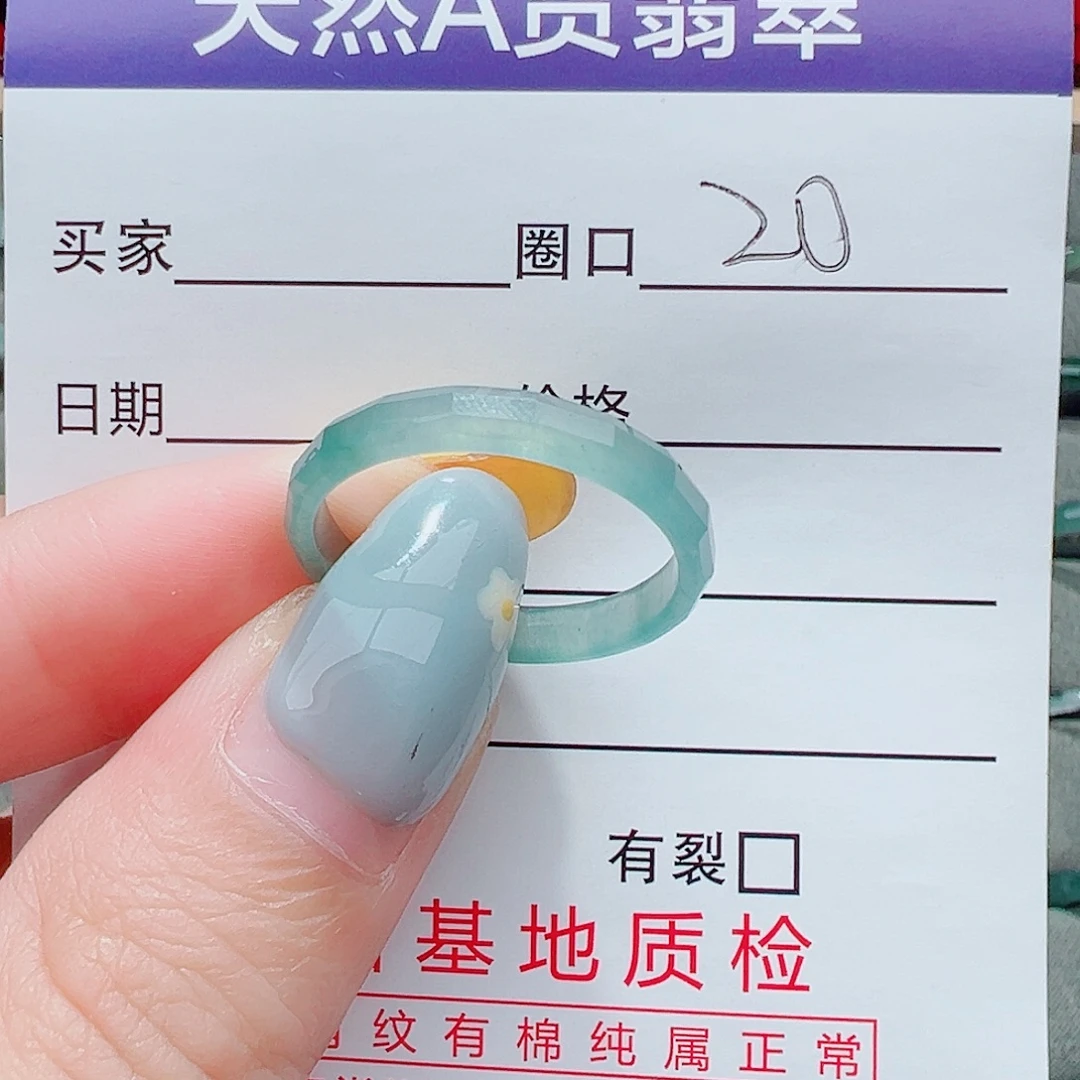 天然A货翡翠
买家 圈口 20
日期 价格
有裂□
基地质检
纹有棉纯属正常